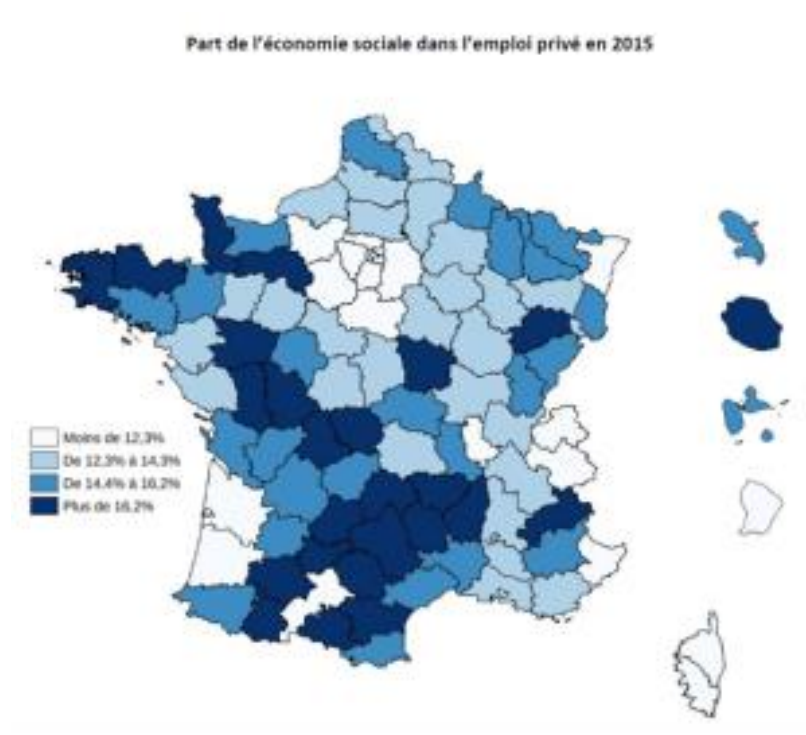 Part de l'économie sociale dans l'emploi privé en 2015
Moins de 12,3%
De 12,3% à 14,3%
De 14,4% à 16,2%
Plus de 16,2%